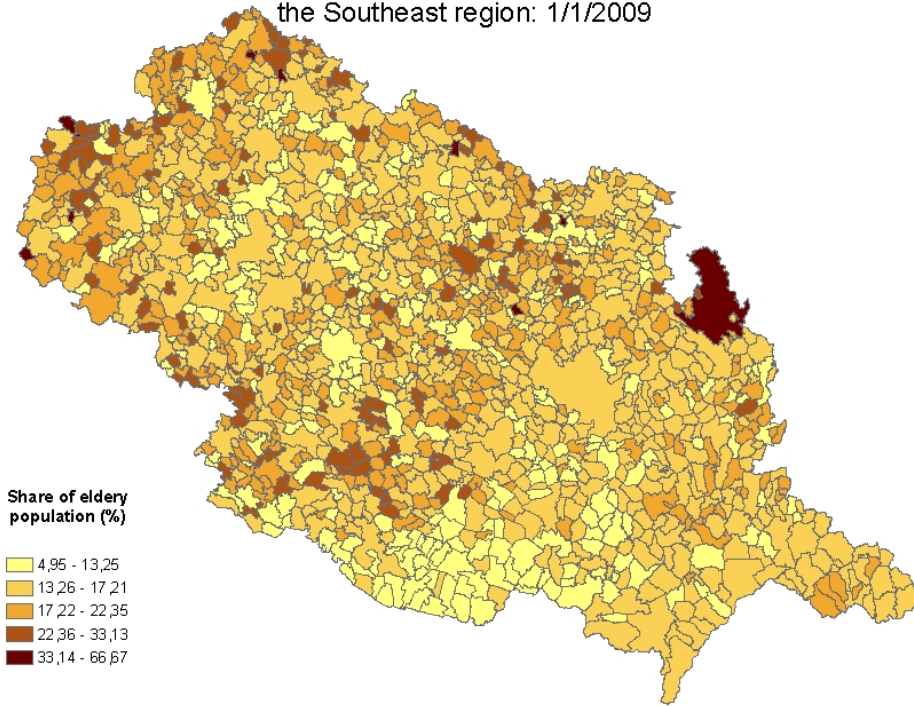 the Southeast region: 1/1/2009
Share of eldery
population (%)
4,95 - 13,25
13,26 - 17,21
17,22 - 22,35
22,36 - 33,13
33,14 - 66,67